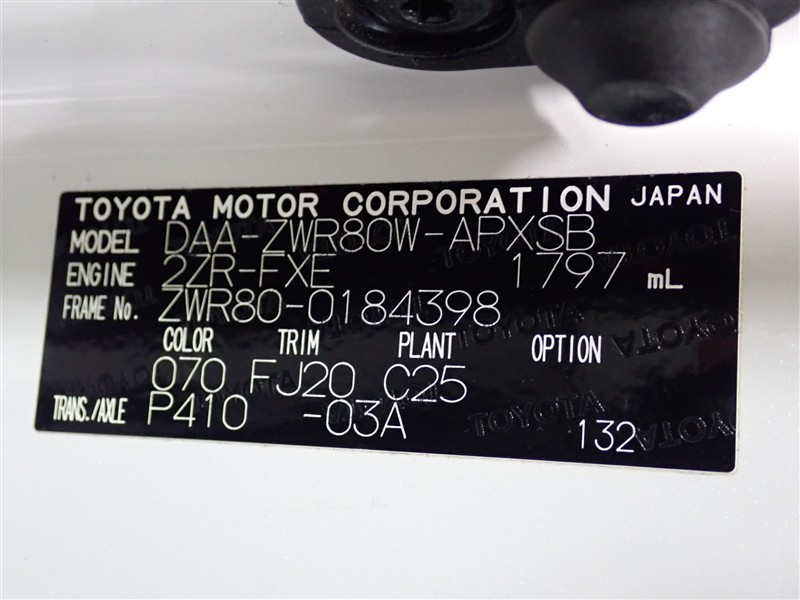 TOYOTA MOTOR CORPORATION JAPAN
MODEL DAA-ZWR80W-APXSB
ENGINE 2ZR-FXE 1797 mL
FRAME No. ZWR80-0184398
COLOR TRIM PLANT OPTION
070 FJ20 C25
TRANS./AXLE P410 -03A
132